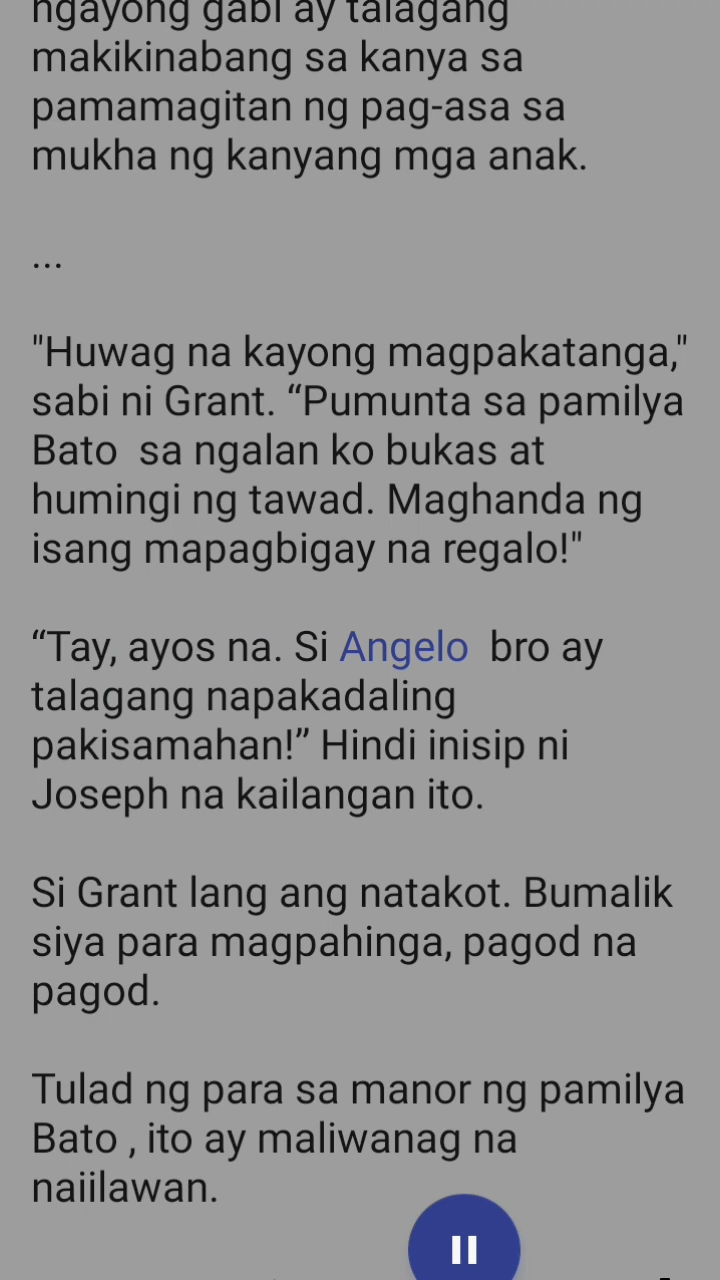 ngayong gabi ay talagang
makikinabang sa kanya sa
pamamagitan ng pag-asa sa
mukha ng kanyang mga anak.
...
"Huwag na kayong magpakatanga,"
sabi ni Grant. “Pumunta sa pamilya
Bato  sa ngalan ko bukas at
humingi ng tawad. Maghanda ng
isang mapagbigay na regalo!"
“Tay, ayos na. Si Angelo  bro ay
talagang napakadaling
pakisamahan!” Hindi inisip ni
Joseph na kailangan ito.
Si Grant lang ang natakot. Bumalik
siya para magpahinga, pagod na
pagod.
Tulad ng para sa manor ng pamilya
Bato , ito ay maliwanag na
naiilawan.